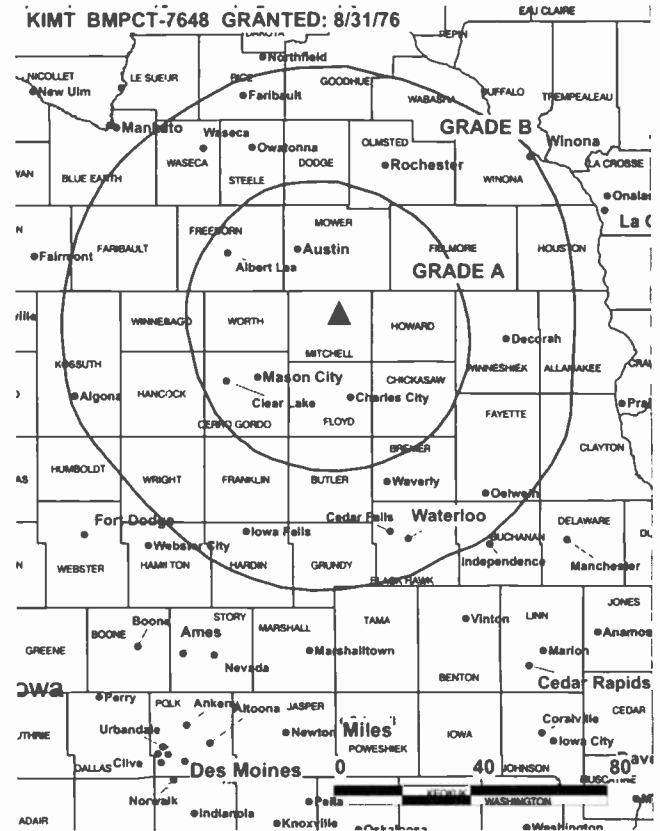 KIMT BMPCT-7648 GRANTED: 8/31/76
EAU CLAIRE
DAKOTA
PEPIN
Northfield
NICOLLET
LE SUEUR
RICE
GOODHUE
New Ulm
Faribault
WABASHA
BUFFALO
TREMPEALEAU
Mankato
Waseca
GRADE B
Winona
Owatonna
OLMSTED
WASECA
DODGE
Rochester
LA CROSSE
BLUE EARTH
STEELE
WINONA
MOWER
FREEBORN
FARIBAULT
Austin
FILLMORE
HOUSTON
Fairmont
Albert Lea
GRADE A
WINNEBAGO
WORTH
HOWARD
Decorah
MITCHELL
KOSSUTH
WINNESHIEK
ALLAMAKEE
Mason City
CHICKASAW
HANCOCK
Algona
Clear Lake
Charles City
FAYETTE
CERRO GORDO
FLOYD
BREMER
CLAYTON
HUMBOLDT
WRIGHT
FRANKLIN
BUTLER
Waverly
Oelwein
Fort Dodge
Iowa Falls
Cedar Falls
Waterloo
DELAWARE
Webster City
BUCHANAN
Independence
Manchester
WEBSTER
HAMILTON
HARDIN
GRUNDY
BLACK HAWK
JONES
STORY
TAMA
Vinton
LINN
Boone
BOONE
MARSHALL
Ames
Anamos
GREENE
Nevada
Marshalltown
Marion
BENTON
Cedar Rapids
owa
Perry
POLK
Ankeny
Altoona
JASPER
CEDAR
Urbandale
Newton
Miles
IOWA
Coralville
Iowa City
POWESHIEK
DALLAS
Clive
Des Moines
0
40
80
JOHNSON
Norwalk
Pella
KEOKUK
WASHINGTON
Indianola
ADAIR
Knoxville
Oskaloosa
Washington